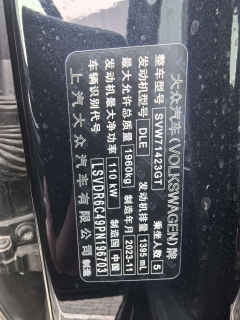 大众汽车(VOLKSWAGEN)牌
整车型号 SVW71423GT 乘坐人数 5
发动机型号 DLE 发动机排量 1395 mL
最大允许总质量 1960kg 制造年月 2023-11
发动机最大净功率 110 kW 制造国 中国
车辆识别代号 LSVDR6C49PN196703
上汽大众汽车有限公司 制造